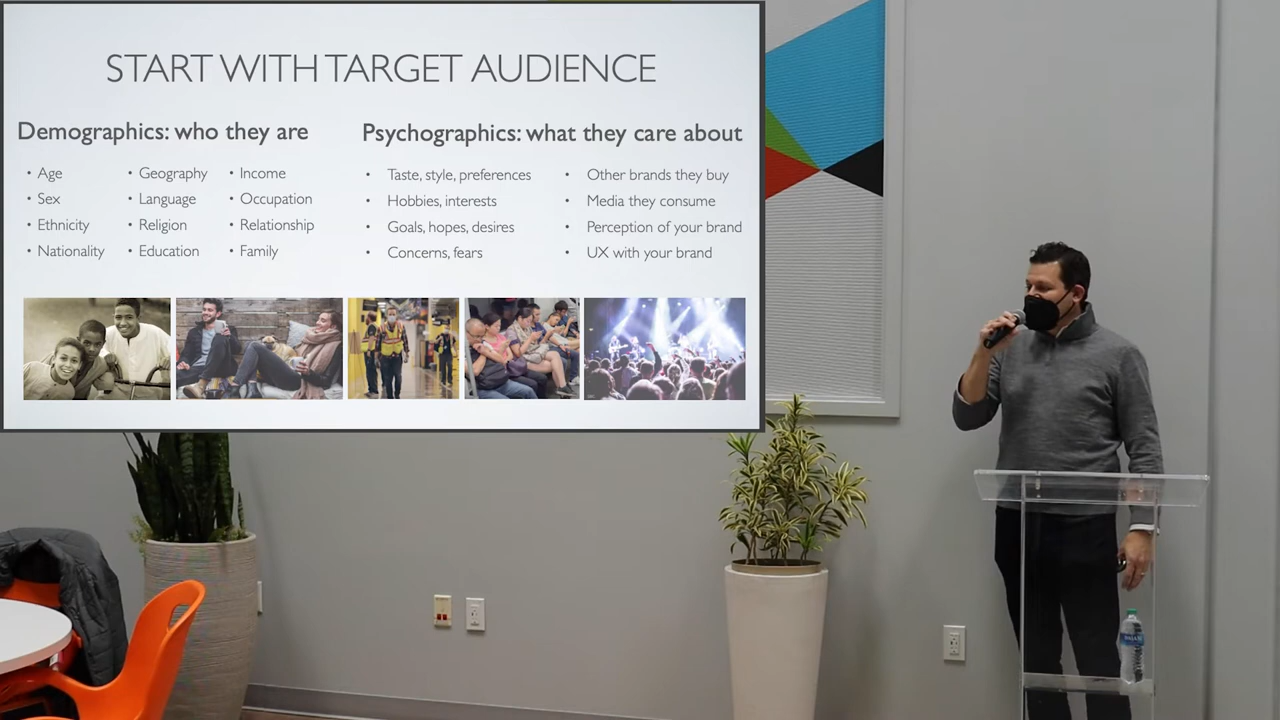 START WITH TARGET AUDIENCE
Demographics: who they are
• Age
• Sex
• Ethnicity
• Nationality
• Geography
• Language
• Religion
• Education
• Income
• Occupation
• Relationship
• Family
Psychographics: what they care about
• Taste, style, preferences
• Hobbies, interests
• Goals, hopes, desires
• Concerns, fears
• Other brands they buy
• Media they consume
• Perception of your brand
• UX with your brand